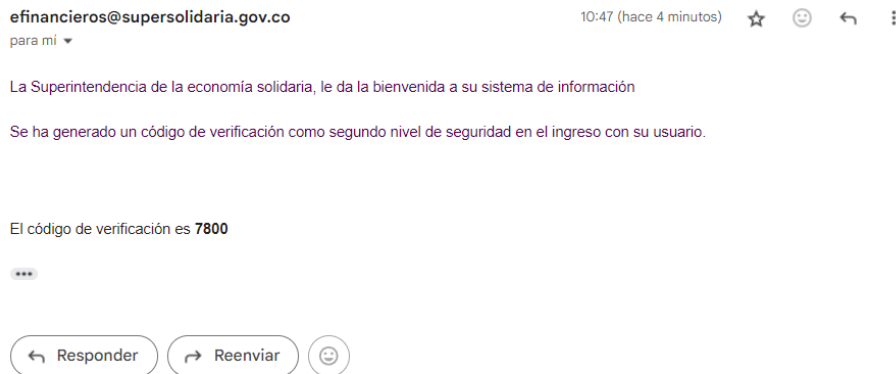 efinancieros@supersolidaria.gov.co
10:47 (hace 4 minutos)
para mí
La Superintendencia de la economía solidaria, le da la bienvenida a su sistema de información
Se ha generado un código de verificación como segundo nivel de seguridad en el ingreso con su usuario.
El código de verificación es 7800
Responder
Reenviar